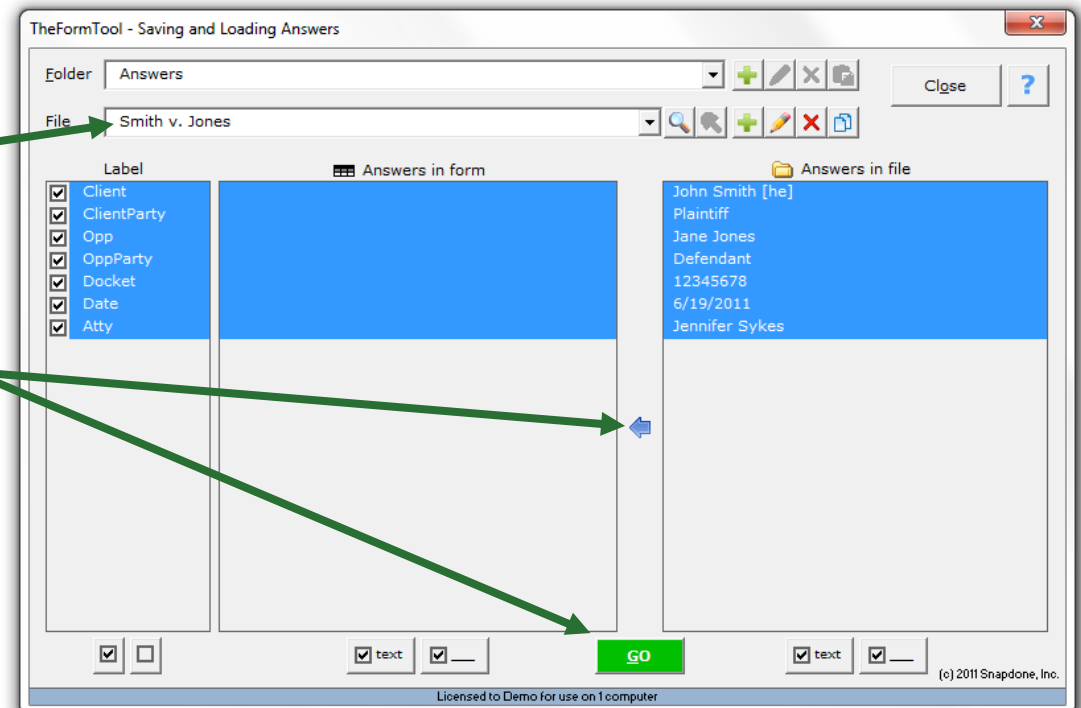 TheFormTool - Saving and Loading Answers
x
Folder Answers
Close ?
File Smith v. Jones
Label Answers in form Answers in file
Client John Smith [he]
ClientParty Plaintiff
Opp Jane Jones
OppParty Defendant
Docket 12345678
Date 6/19/2011
Atty Jennifer Sykes
text ___ GO text ___
(c) 2011 Snapdone, Inc.
Licensed to Demo for use on 1 computer